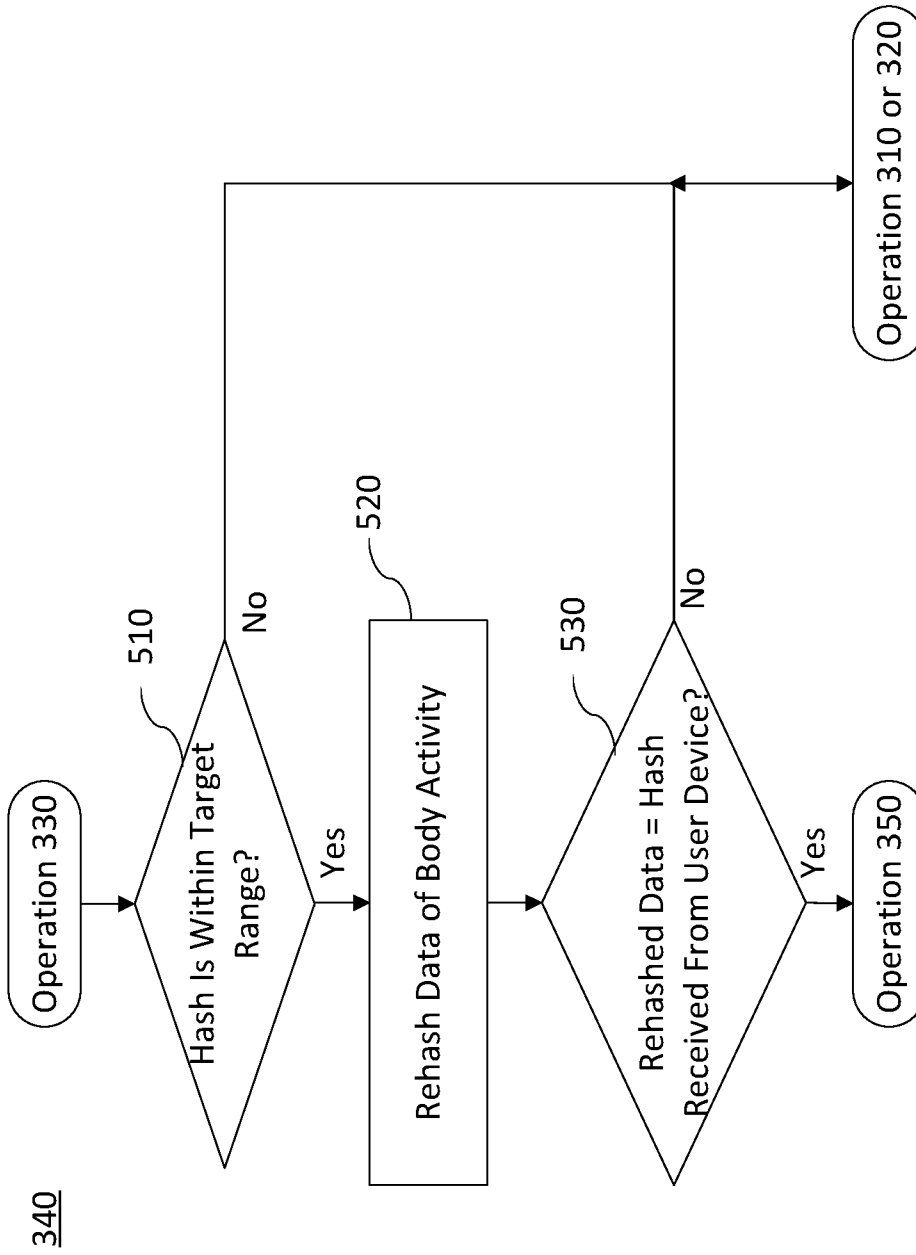 340
Operation 330
510
Hash Is Within Target
Range?
No
Yes
520
Rehash Data of Body Activity
530
Rehashed Data = Hash
Received From User Device?
No
Yes
Operation 350
Operation 310 or 320